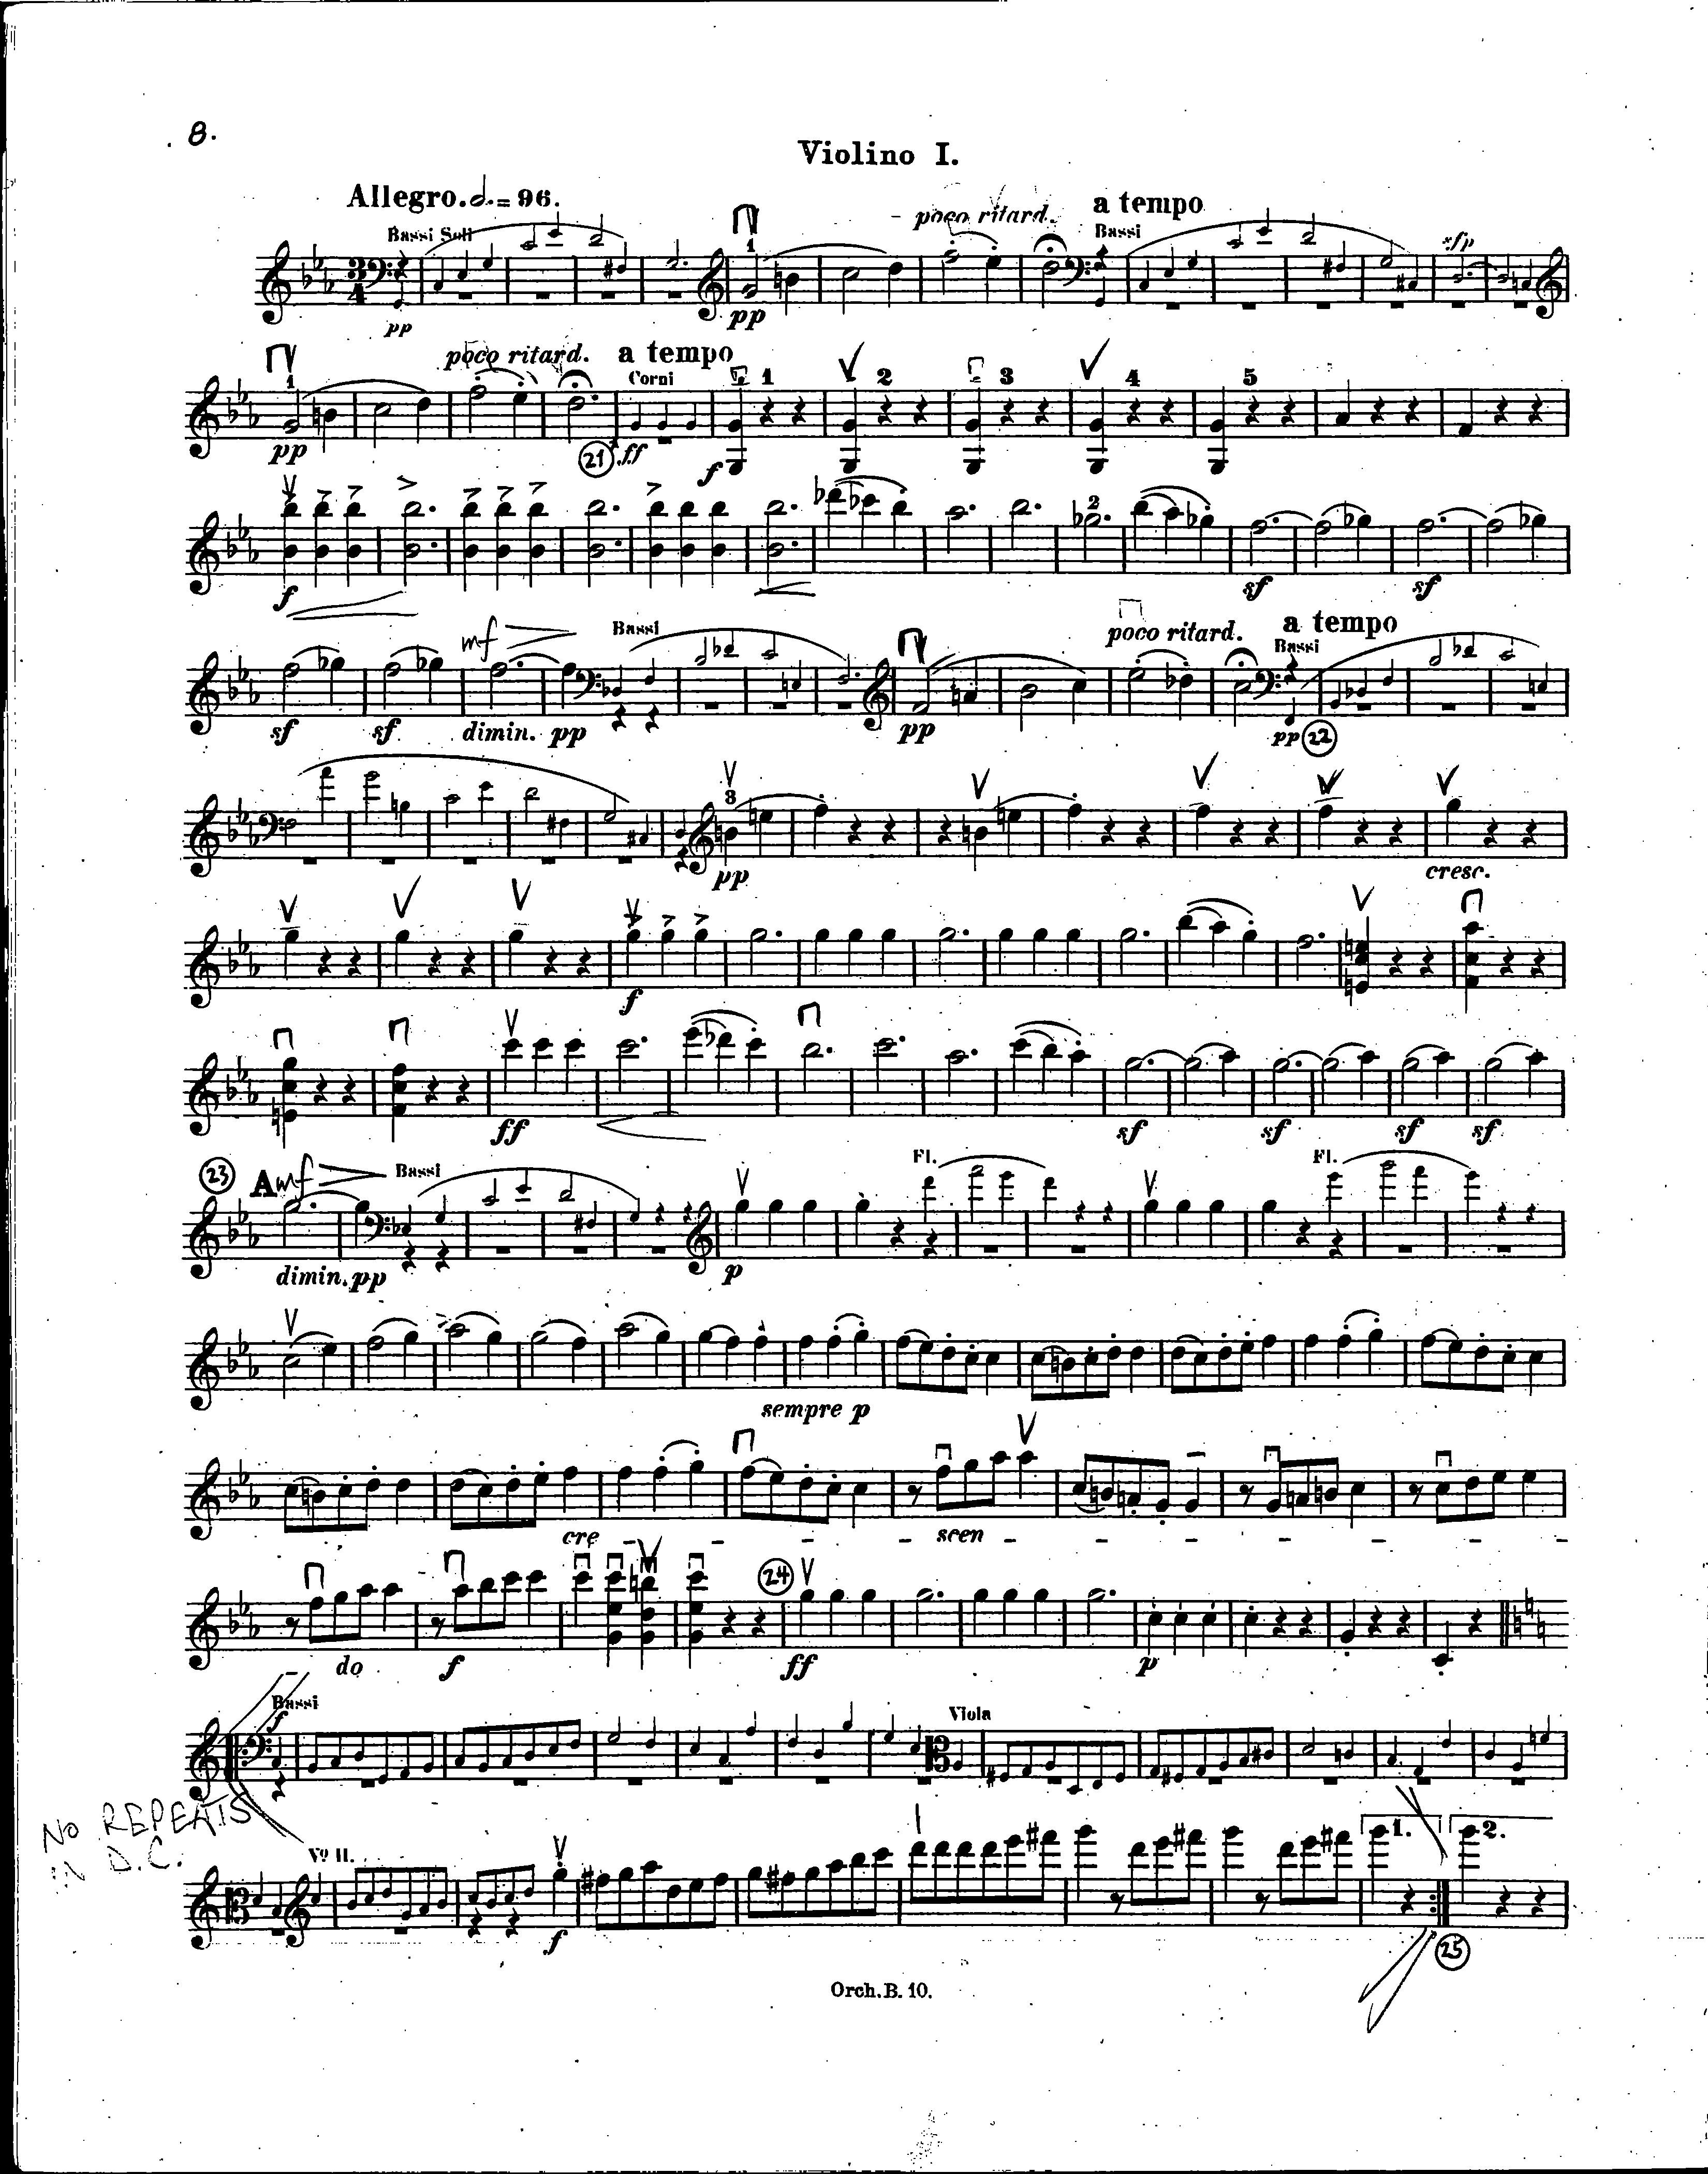 8.
Violino I.
Allegro. = 96.
Bassi Soli
poco ritard.
a tempo
Bassi
sfp
3
4
1
pp
pp
poco ritard.
a tempo
Corni
1
1
2
3
4
5
pp
21
ff
f
2
f
sf
sf
mf
Bassi
poco ritard.
a tempo
Bassi
sf
sf
dimin.
pp
pp
pp
22
3
pp
cresc.
f
ff
sf
sf
sf
sf
23
A
mf
Bassi
Fl.
Fl.
dimin.
pp
p
sempre p
cre - - - scen - - - - - -
24
do
f
ff
p
Bassi
f
Viola
No REPEATS
in D.C.
Vº II.
1.
2.
f
25
Orch. B. 10.